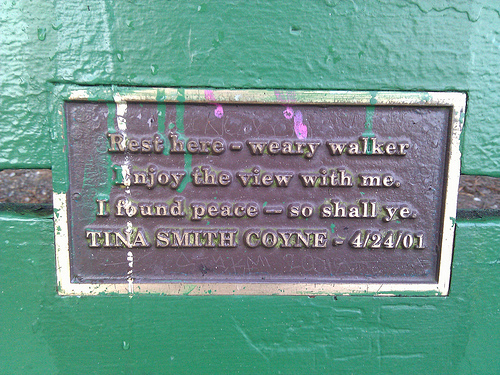 Rest here - weary walker
Enjoy the view with me.
I found peace — so shall ye.
TINA SMITH COYNE - 4/24/01